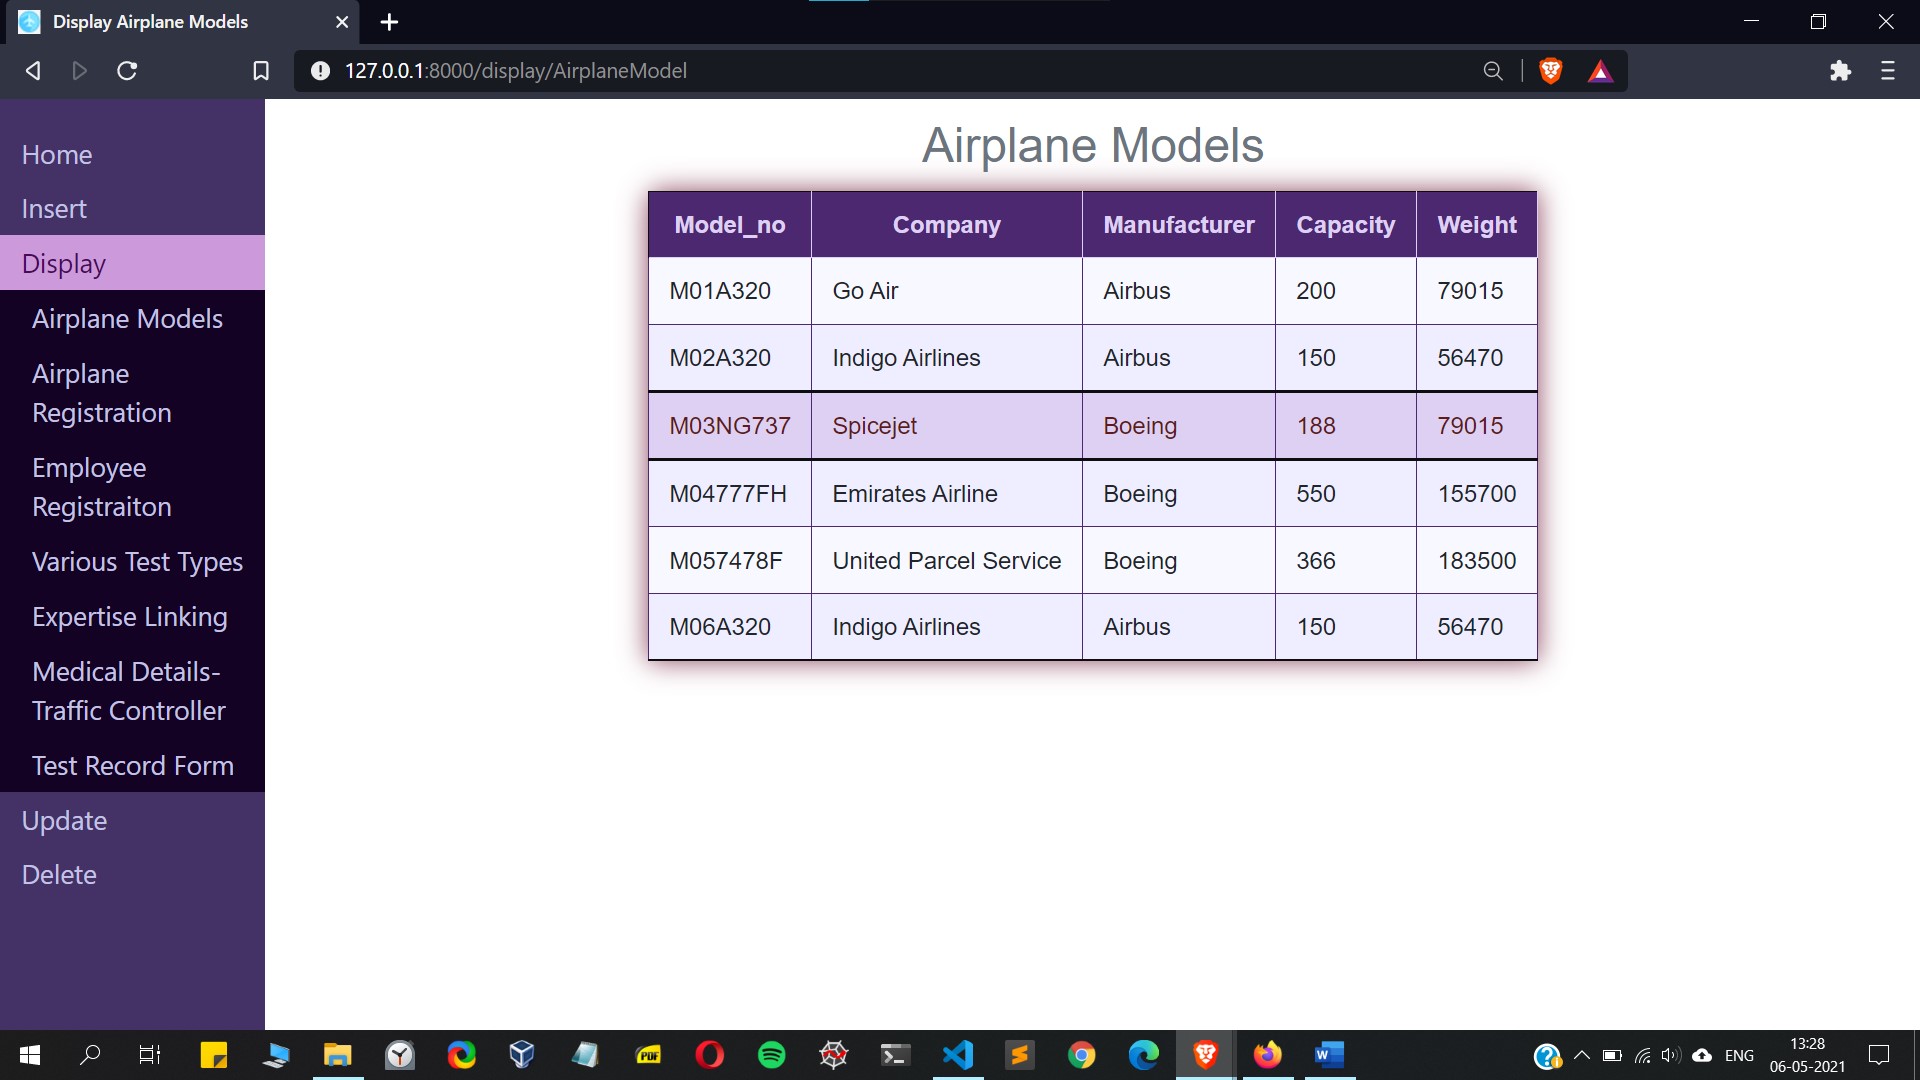 Display Airplane Models
127.0.0.1:8000/display/AirplaneModel
Home
Insert
Display
Airplane Models
Airplane
Registration
Employee
Registraiton
Various Test Types
Expertise Linking
Medical Details-
Traffic Controller
Test Record Form
Update
Delete
Airplane Models
Model_no Company Manufacturer Capacity Weight
M01A320 Go Air Airbus 200 79015
M02A320 Indigo Airlines Airbus 150 56470
M03NG737 Spicejet Boeing 188 79015
M04777FH Emirates Airline Boeing 550 155700
M057478F United Parcel Service Boeing 366 183500
M06A320 Indigo Airlines Airbus 150 56470
PDF
W
ENG
13:28
06-05-2021